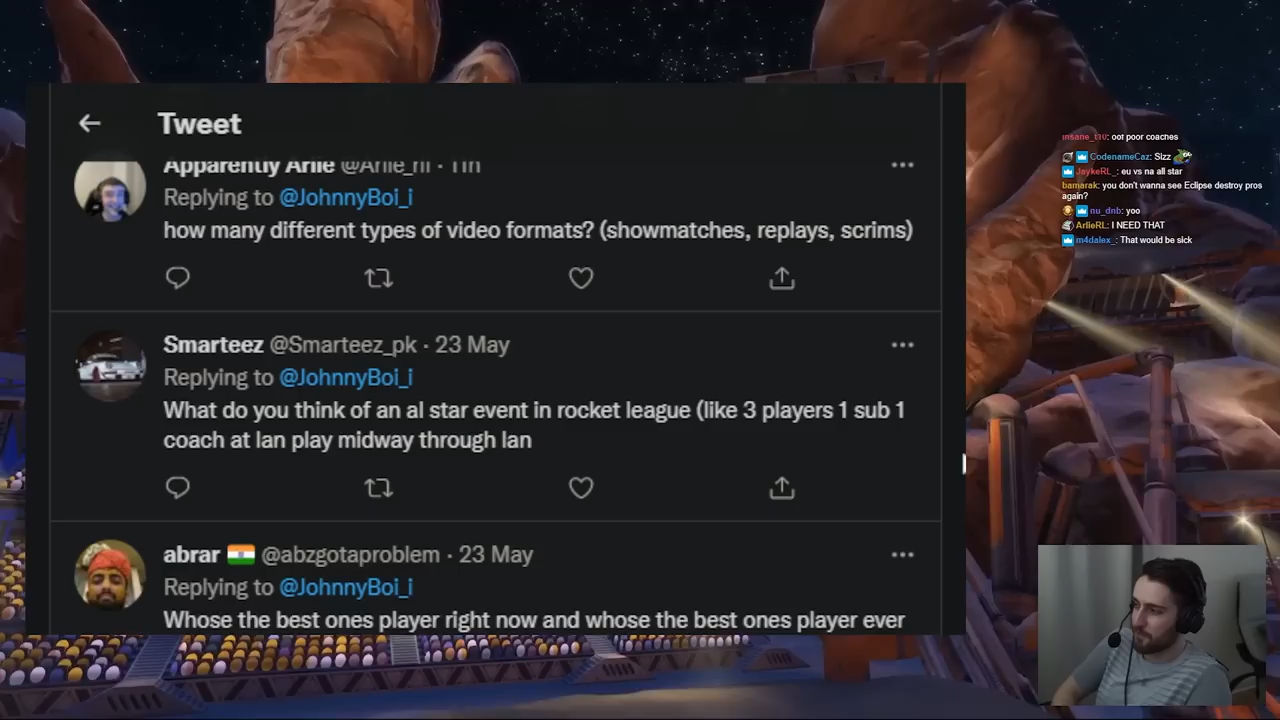 Tweet
Apparently Arlie
Replying to @JohnnyBoi_i
how many different types of video formats? (showmatches, replays, scrims)
Smarteez @Smarteez_pk · 23 May
Replying to @JohnnyBoi_i
What do you think of an al star event in rocket league (like 3 players 1 sub 1
coach at lan play midway through lan
abrar @abzgotaproblem · 23 May
Replying to @JohnnyBoi_i
Whose the best ones player right now and whose the best ones player ever
insane_t10: oof poor coaches
CodenameCaz: Sizz
JaykeRL_: eu vs na all star
bamarak: you don't wanna see Eclipse destroy pros
again?
nu_dnb: yoo
ArlieRL: I NEED THAT
m4dalex_: That would be sick